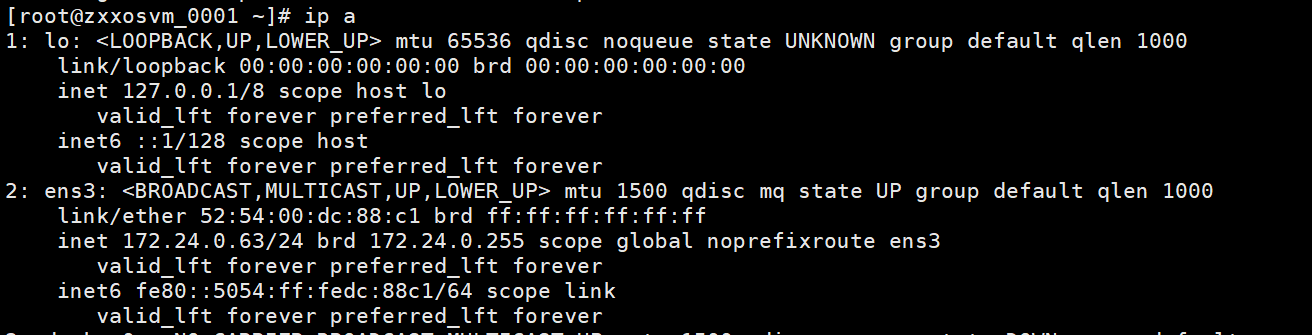 [root@zxxosvm_0001 ~]# ip a
1: lo: <LOOPBACK,UP,LOWER_UP> mtu 65536 qdisc noqueue state UNKNOWN group default qlen 1000
    link/loopback 00:00:00:00:00:00 brd 00:00:00:00:00:00
    inet 127.0.0.1/8 scope host lo
       valid_lft forever preferred_lft forever
    inet6 ::1/128 scope host
       valid_lft forever preferred_lft forever
2: ens3: <BROADCAST,MULTICAST,UP,LOWER_UP> mtu 1500 qdisc mq state UP group default qlen 1000
    link/ether 52:54:00:dc:88:c1 brd ff:ff:ff:ff:ff:ff
    inet 172.24.0.63/24 brd 172.24.0.255 scope global noprefixroute ens3
       valid_lft forever preferred_lft forever
    inet6 fe80::5054:ff:fedc:88c1/64 scope link
       valid_lft forever preferred_lft forever